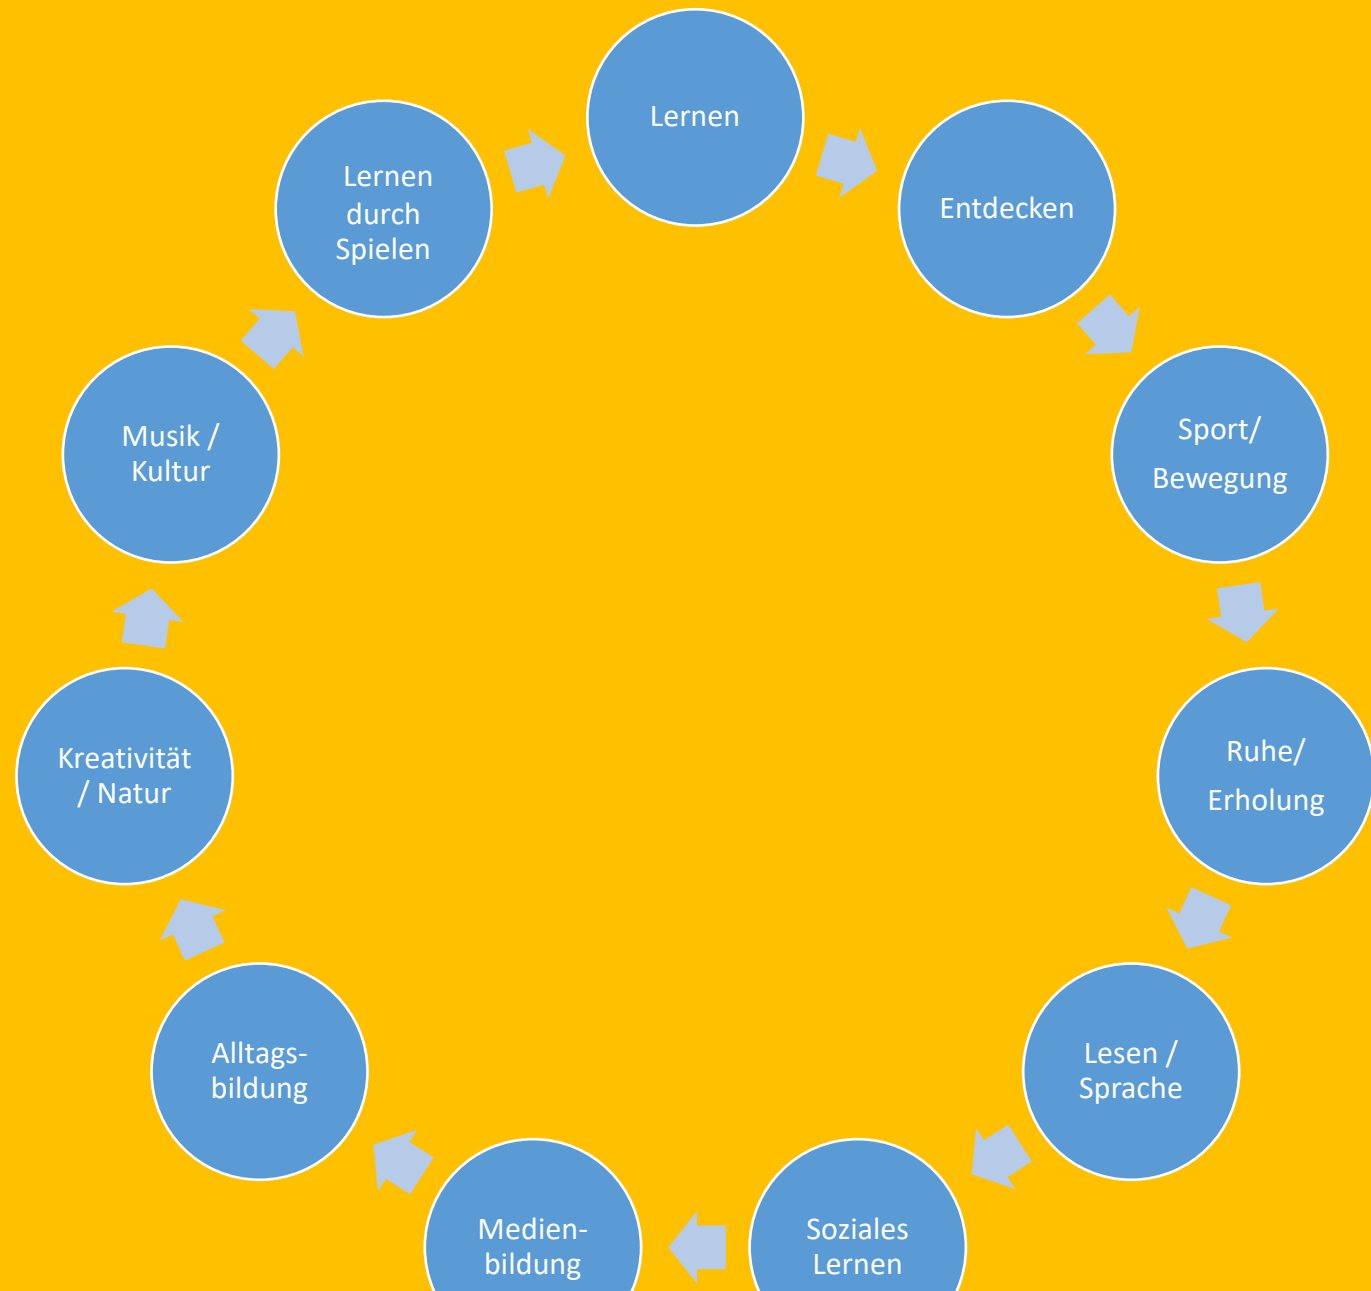 Lernen
Entdecken
Sport/
Bewegung
Ruhe/
Erholung
Lesen /
Sprache
Soziales
Lernen
Medien-
bildung
Alltags-
bildung
Kreativität
/ Natur
Musik /
Kultur
Lernen
durch
Spielen